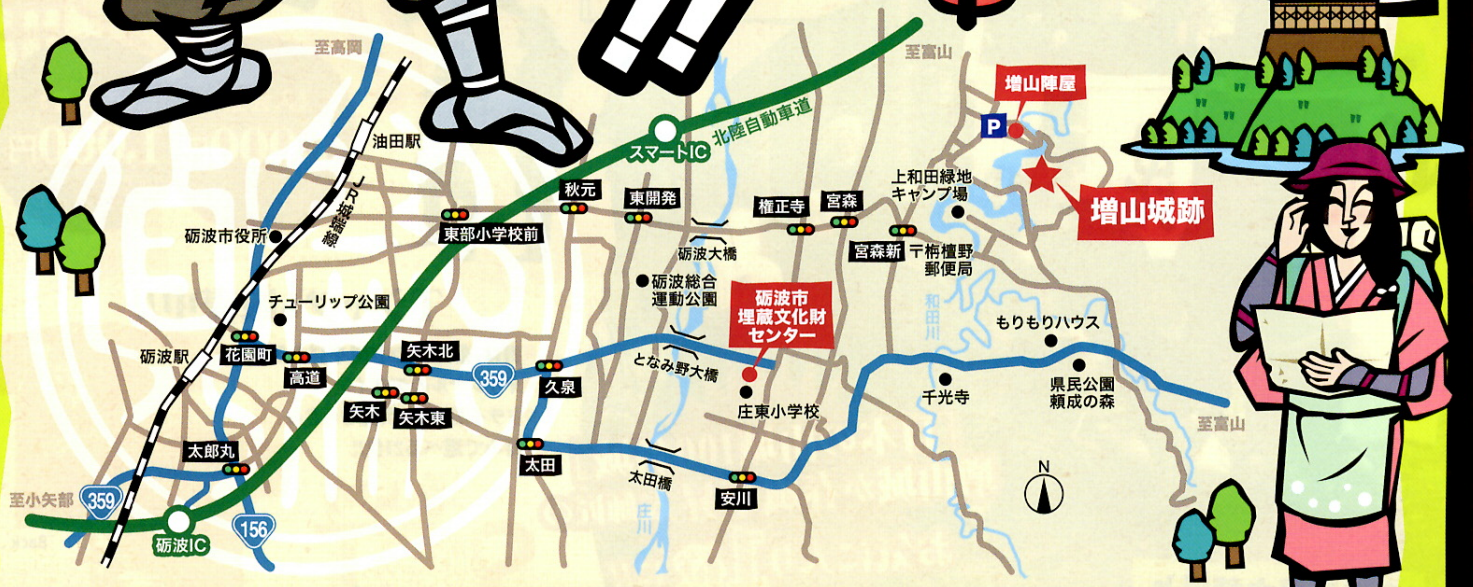 至高岡
至富山
増山陣屋
P
北陸自動車道
スマートIC
油田駅
JR城端線
上和田緑地
キャンプ場
秋元
東開発
権正寺
宮森
増山城跡
東部小学校前
砺波市役所
砺波大橋
宮森新
〒栴檀野
郵便局
砺波総合
運動公園
チューリップ公園
砺波市
埋蔵文化財
センター
和田川
もりもりハウス
砺波駅
花園町
高道
矢木北
359
久泉
となみ野大橋
矢木
矢木東
庄東小学校
千光寺
県民公園
頼成の森
至富山
太郎丸
太田
太田橋
安川
N
至小矢部
359
156
庄川
砺波IC